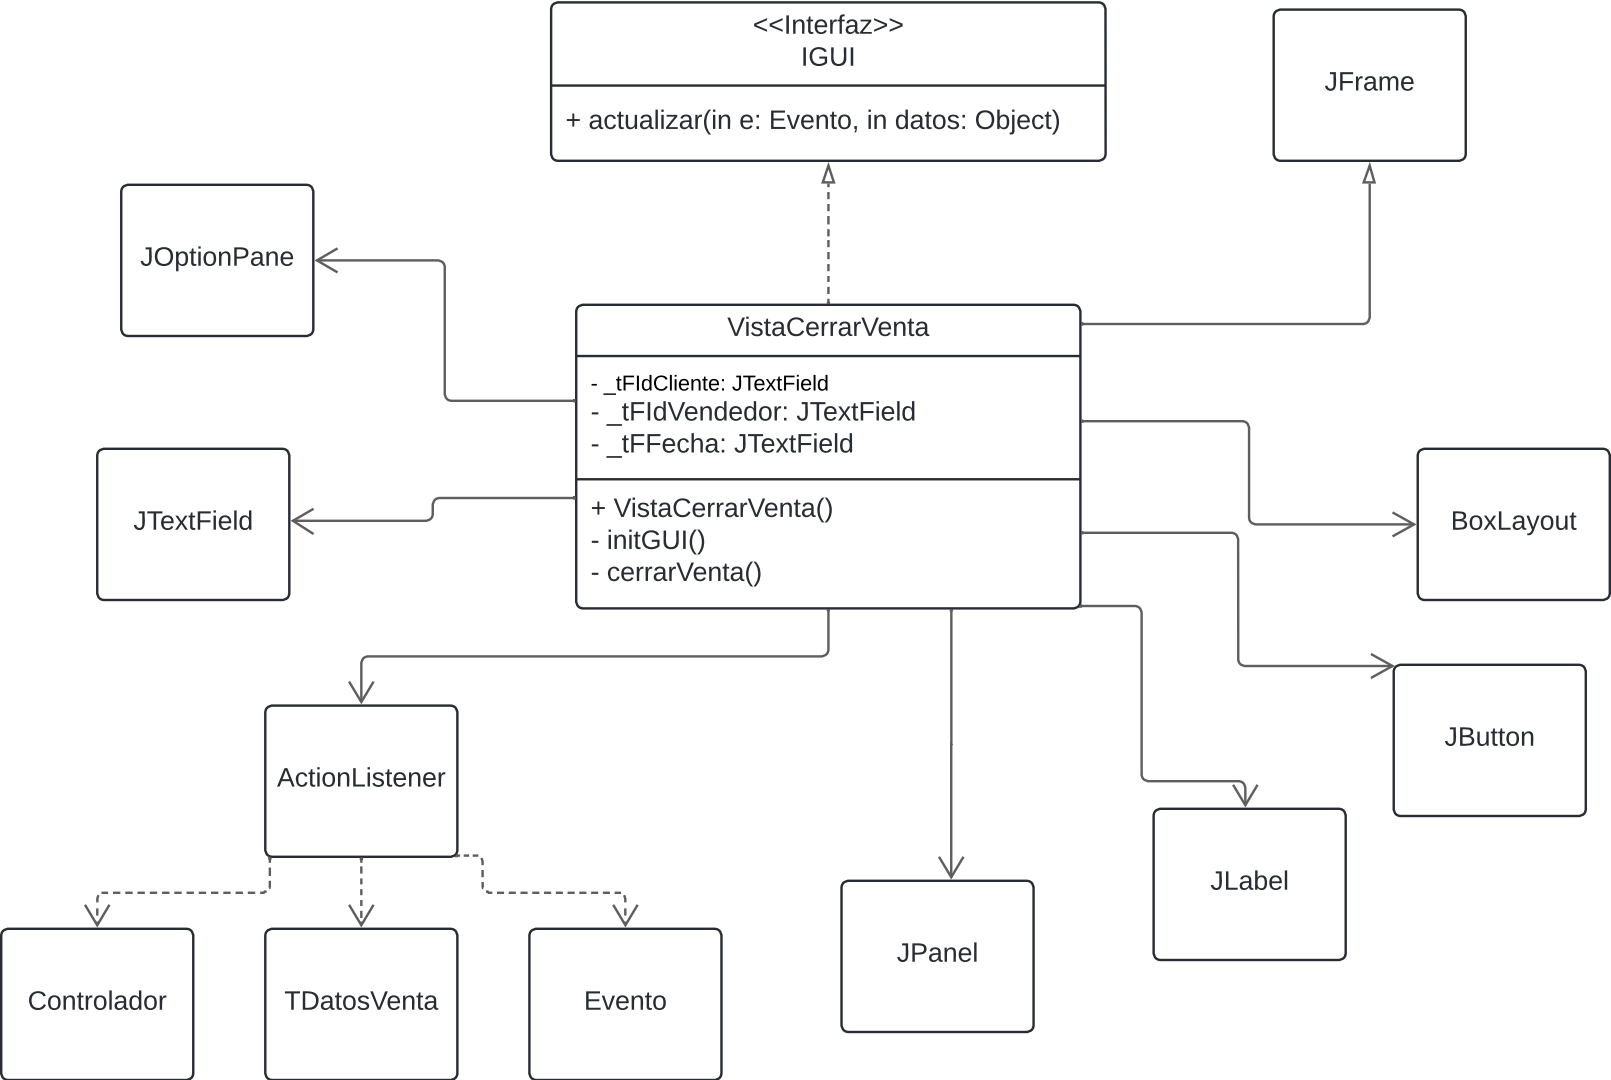 <<Interfaz>>
IGUI
+ actualizar(in e: Evento, in datos: Object)
JFrame
JOptionPane
VistaCerrarVenta
- _tFIdCliente: JTextField
- _tFIdVendedor: JTextField
- _tFFecha: JTextField
JTextField
+ VistaCerrarVenta()
- initGUI()
- cerrarVenta()
BoxLayout
JButton
ActionListener
JLabel
JPanel
Controlador
TDatosVenta
Evento